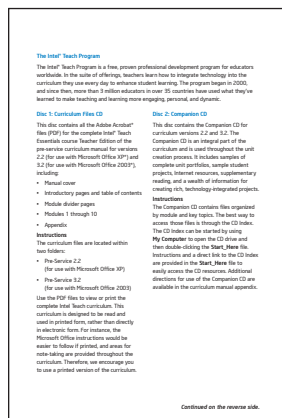 The Intel® Teach Program
The Intel® Teach Program is a free, proven professional development program for educators
worldwide. In the suite of offerings, teachers learn how to integrate technology into the
curriculum they use every day to enhance student learning. The program began in 2000,
and since then, more than 3 million educators in over 35 countries have used what they've
learned to make teaching and learning more engaging, personal, and dynamic.
Disc 1: Curriculum Files CD
This disc contains all the Adobe Acrobat*
files (PDF) for the complete Intel® Teach
Essentials course Teacher Edition of the
pre-service curriculum manual for versions
2.2 (for use with Microsoft Office XP*) and
3.2 (for use with Microsoft Office 2003*),
including:
• Manual cover
• Introductory pages and table of contents
• Module divider pages
• Modules 1 through 10
• Appendix
Instructions
The curriculum files are located within
two folders:
• Pre-Service 2.2
(for use with Microsoft Office XP)
• Pre-Service 3.2
(for use with Microsoft Office 2003)
Use the PDF files to view or print the
complete Intel Teach curriculum. This
curriculum is designed to be read and
used in printed form, rather than directly
in electronic form. For instance, the
Microsoft Office instructions would be
easier to follow if printed, and areas for
note-taking are provided throughout the
curriculum. Therefore, we encourage you
to use a printed version of the curriculum.
Disc 2: Companion CD
This disc contains the Companion CD for
curriculum versions 2.2 and 3.2. The
Companion CD is an integral part of the
curriculum and is used throughout the unit
creation process. It includes samples of
complete unit portfolios, sample student
projects, Internet resources, supplementary
reading, and a wealth of information for
creating rich, technology-integrated projects.
Instructions
The Companion CD contains files organized
by module and key topics. The best way to
access those files is through the CD Index.
The CD Index can be started by using
My Computer to open the CD drive and
then double-clicking the Start_Here file.
Instructions and a direct link to the CD Index
are provided in the Start_Here file to
easily access the CD resources. Additional
directions for use of the Companion CD are
available in the curriculum manual appendix.
Continued on the reverse side.